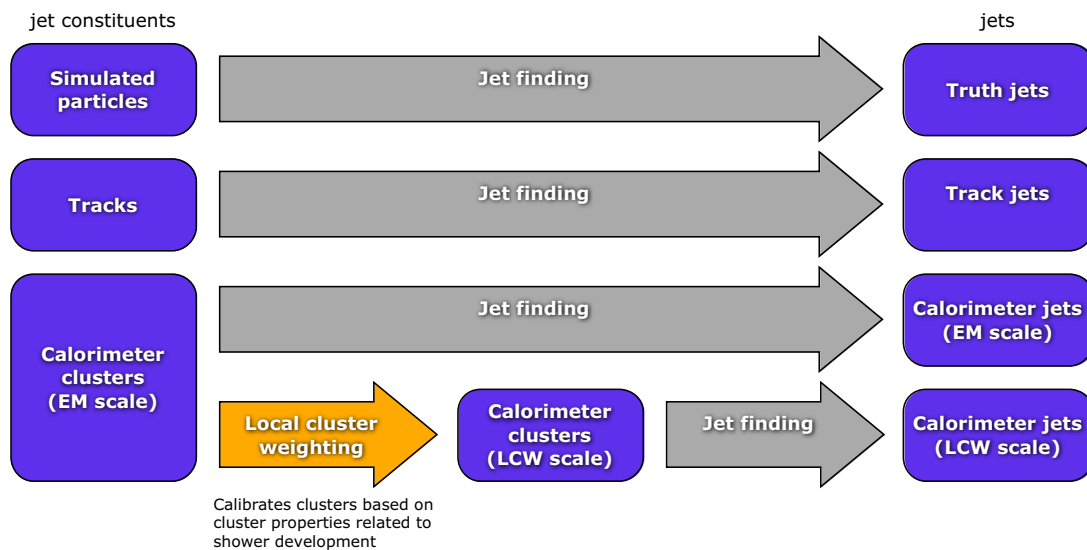 jet constituents
jets
Simulated
particles
Jet finding
Truth jets
Tracks
Jet finding
Track jets
Calorimeter
clusters
(EM scale)
Jet finding
Calorimeter jets
(EM scale)
Local cluster
weighting
Calorimeter
clusters
(LCW scale)
Jet finding
Calorimeter jets
(LCW scale)
Calibrates clusters based on
cluster properties related to
shower development